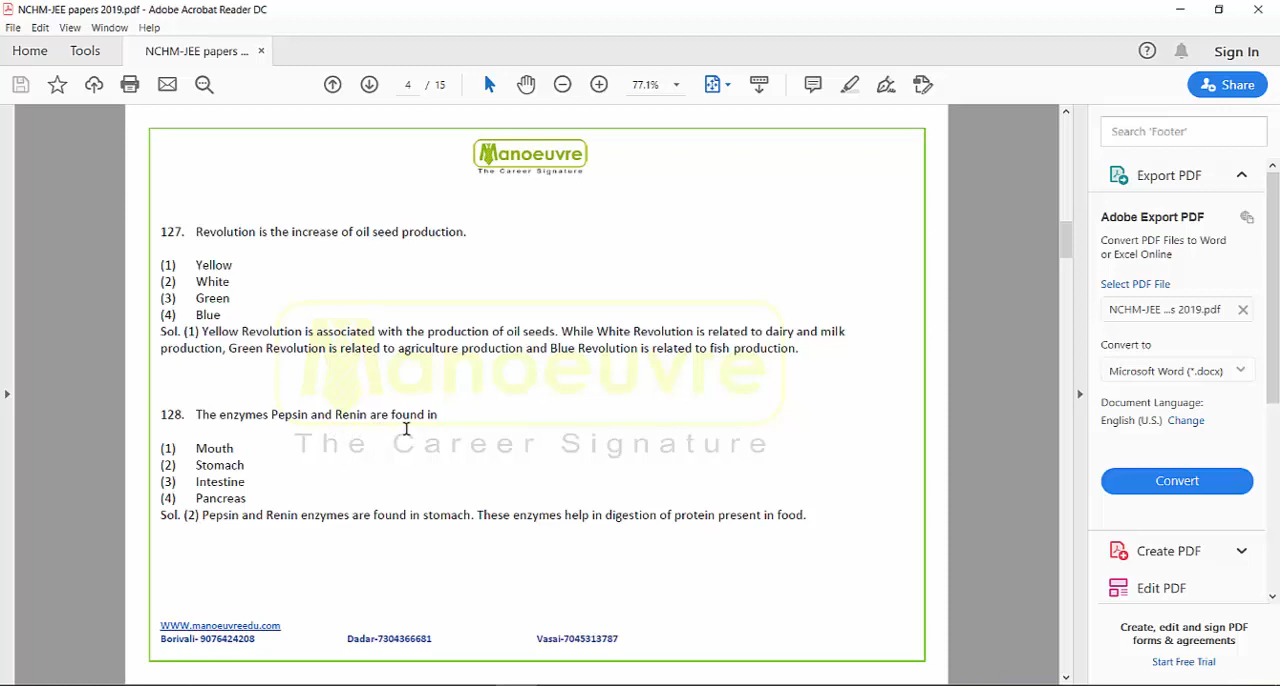 NCHM-JEE papers 2019.pdf - Adobe Acrobat Reader DC
File Edit View Window Help
Home Tools NCHM-JEE papers ... × Sign In
4 / 15 77.1% Share
Manoeuvre
The Career Signature
127. Revolution is the increase of oil seed production.
(1) Yellow
(2) White
(3) Green
(4) Blue
Sol. (1) Yellow Revolution is associated with the production of oil seeds. While White Revolution is related to dairy and milk
production, Green Revolution is related to agriculture production and Blue Revolution is related to fish production.
Manoeuvre
The Career Signature
128. The enzymes Pepsin and Renin are found in
(1) Mouth
(2) Stomach
(3) Intestine
(4) Pancreas
Sol. (2) Pepsin and Renin enzymes are found in stomach. These enzymes help in digestion of protein present in food.
WWW.manoeuvreedu.com
Borivali- 9076424208 Dadar-7304366681 Vasai-7045313787
Search 'Footer'
Export PDF
Adobe Export PDF
Convert PDF Files to Word
or Excel Online
Select PDF File
NCHM-JEE ...s 2019.pdf
Convert to
Microsoft Word (*.docx)
Document Language:
English (U.S.) Change
Convert
Create PDF
Edit PDF
Create, edit and sign PDF
forms & agreements
Start Free Trial